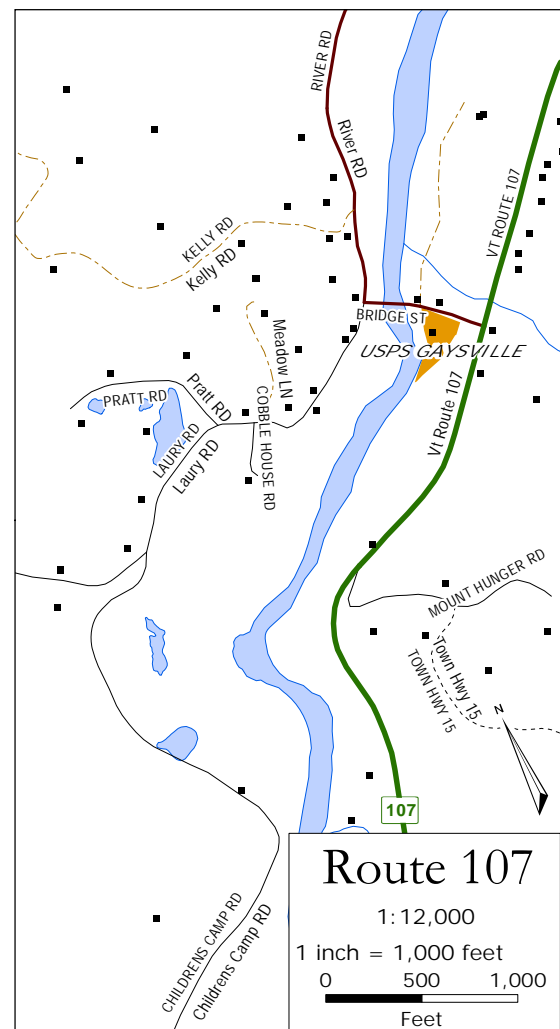 RIVER RD
River RD
VT ROUTE 107
KELLY RD
Kelly RD
BRIDGE ST
USPS GAYSVILLE
Meadow LN
Vt Route 107
PRATT RD
Pratt RD
COBBLE HOUSE RD
LAURY RD
Laury RD
MOUNT HUNGER RD
Town Hwy 15
TOWN HWY 15
N
107
CHILDRENS CAMP RD
Childrens Camp RD
Route 107
1:12,000
1 inch = 1,000 feet
0 500 1,000
Feet